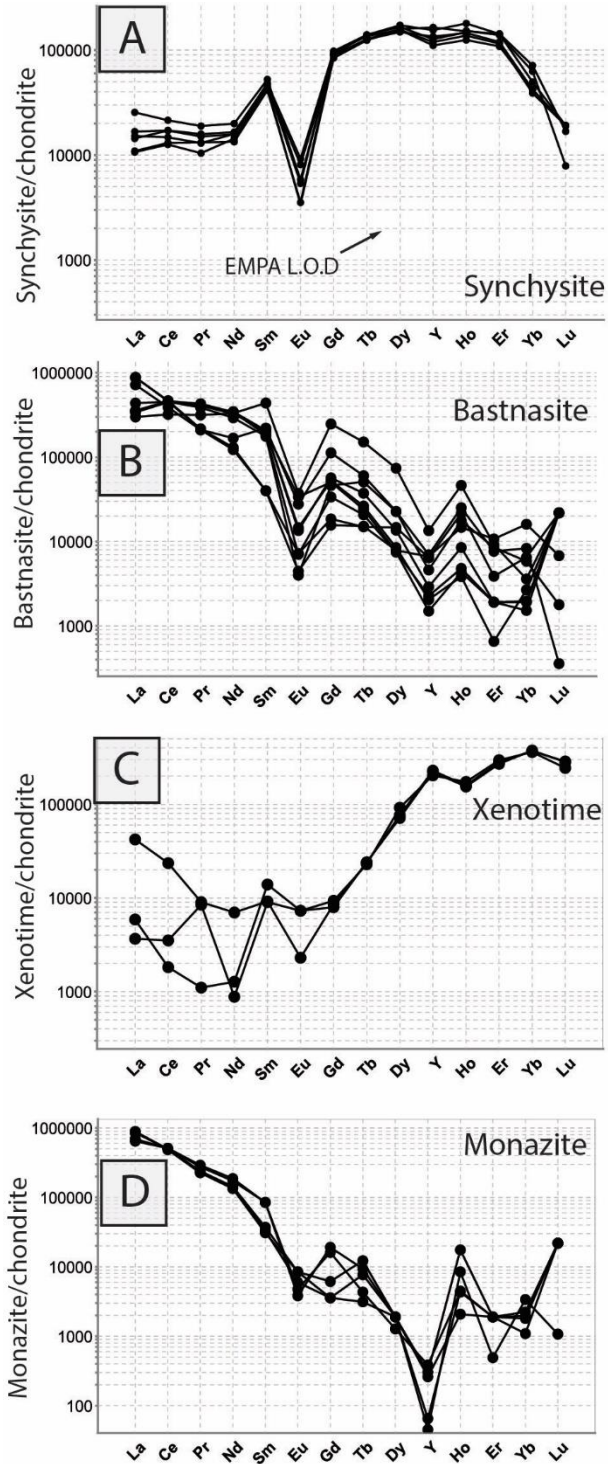 A
100000
10000
1000
Synchysite/chondrite
EMPA L.O.D
Synchysite
La Ce Pr Nd Sm Eu Gd Tb Dy Y Ho Er Yb Lu
1000000
Bastnasite
100000
B
10000
1000
Bastnasite/chondrite
La Ce Pr Nd Sm Eu Gd Tb Dy Y Ho Er Yb Lu
C
100000
Xenotime
10000
1000
Xenotime/chondrite
La Ce Pr Nd Sm Eu Gd Tb Dy Y Ho Er Yb Lu
1000000
Monazite
D
100000
10000
1000
100
Monazite/chondrite
La Ce Pr Nd Sm Eu Gd Tb Dy Y Ho Er Yb Lu